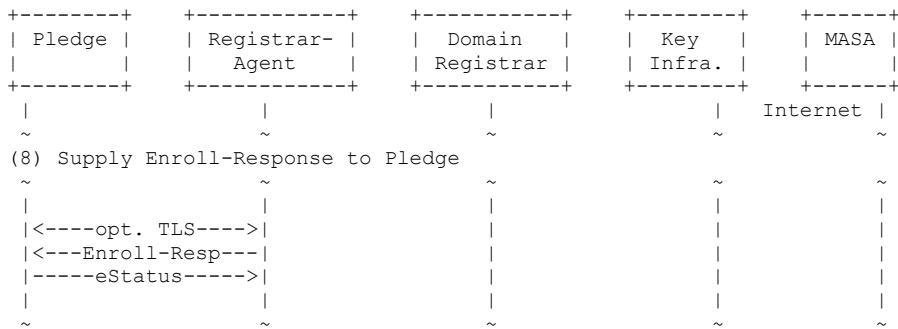 +--------+    +------------+    +-----------+    +--------+    +------+
| Pledge |    | Registrar- |    |  Domain   |    |  Key   |    | MASA |
|        |    |   Agent    |    | Registrar |    | Infra. |    |      |
+--------+    +------------+    +-----------+    +--------+    +------+
 |                 |                |                |   Internet |
 ~                 ~                ~                ~            ~
(8) Supply Enroll-Response to Pledge
 ~                 ~                ~                ~            ~
 |                 |                |                |            |
 |<----opt. TLS---->|               |                |            |
 |<---Enroll-Resp---|               |                |            |
 |-----eStatus----->|               |                |            |
 |                 |                |                |            |
 ~                 ~                ~                ~            ~